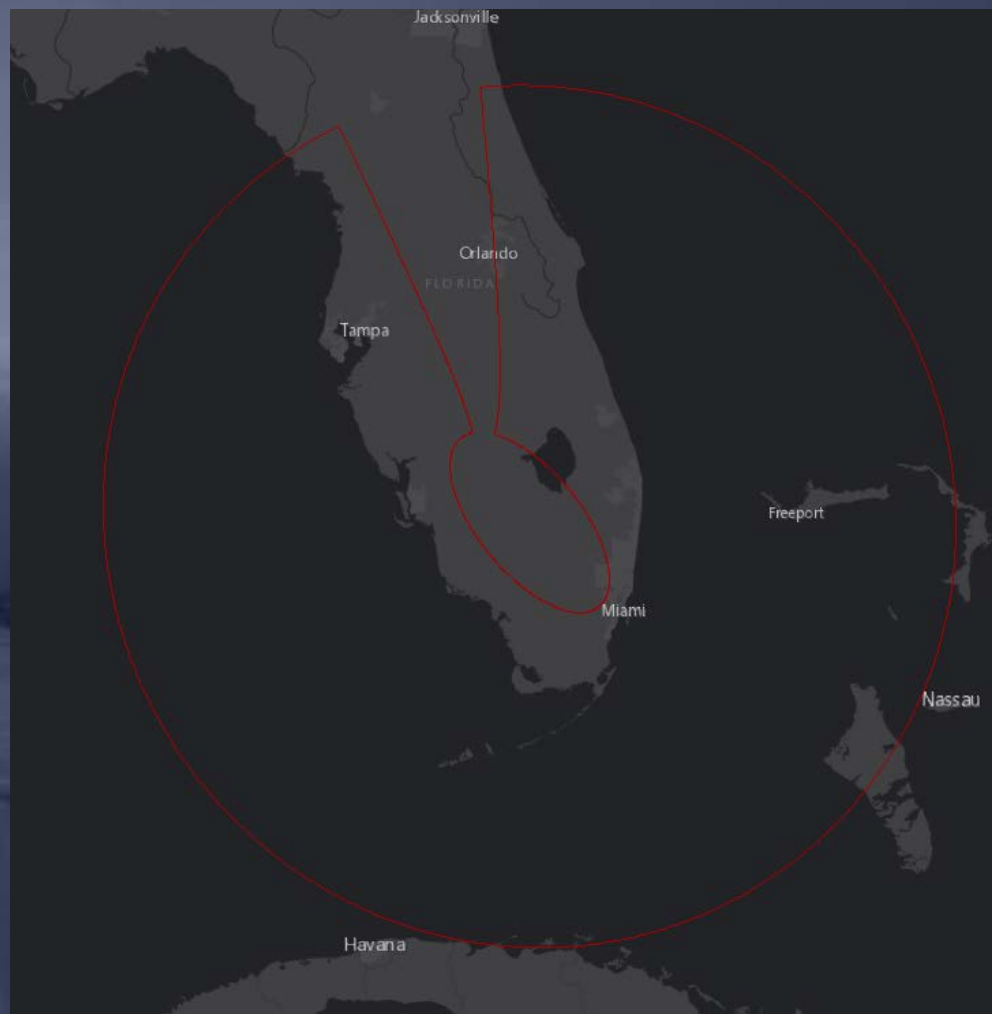 Jacksonville
Orlando
FLORIDA
Tampa
Freeport
Miami
Nassau
Havana